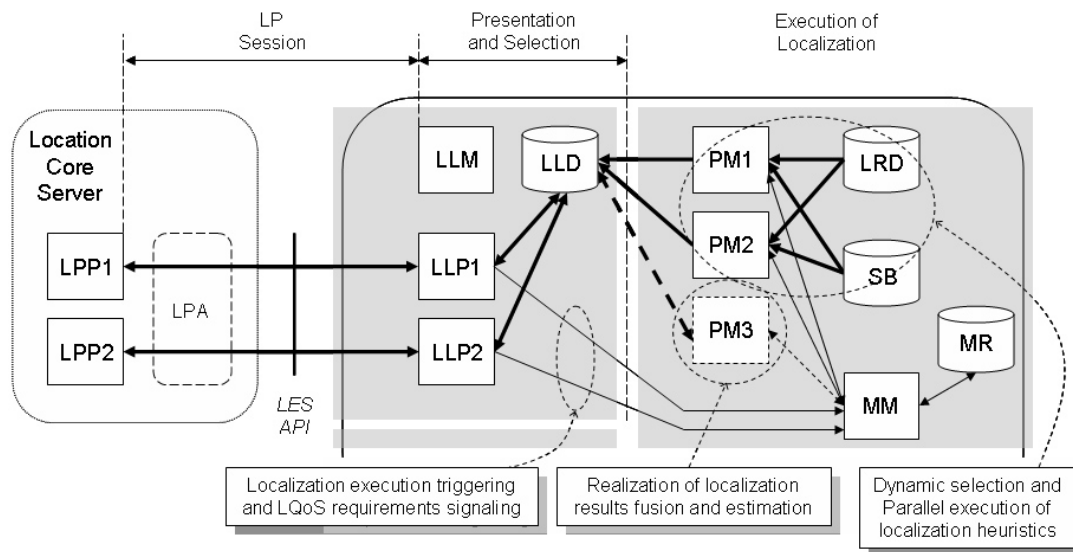 LP
Session
Presentation
and Selection
Execution of
Localization
Location
Core
Server
LLM
LLD
PM1
LRD
LPP1
LPA
LLP1
PM2
SB
LPP2
LLP2
PM3
MR
LES
API
MM
Localization execution triggering
and LQoS requirements signaling
Realization of localization
results fusion and estimation
Dynamic selection and
Parallel execution of
localization heuristics